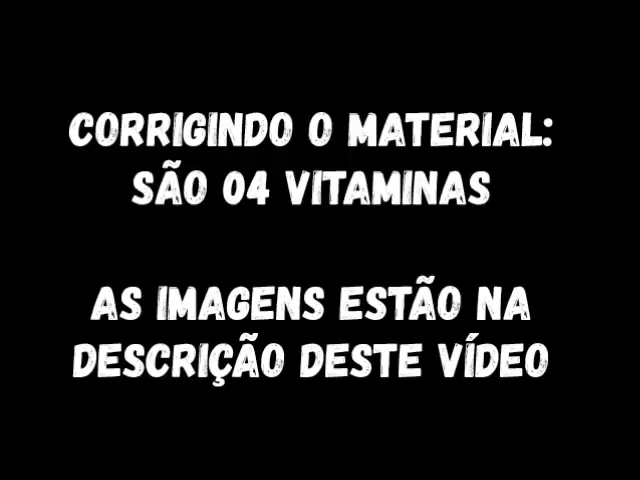 CORRIGINDO O MATERIAL:
SÃO 04 VITAMINAS
AS IMAGENS ESTÃO NA
DESCRIÇÃO DESTE VÍDEO